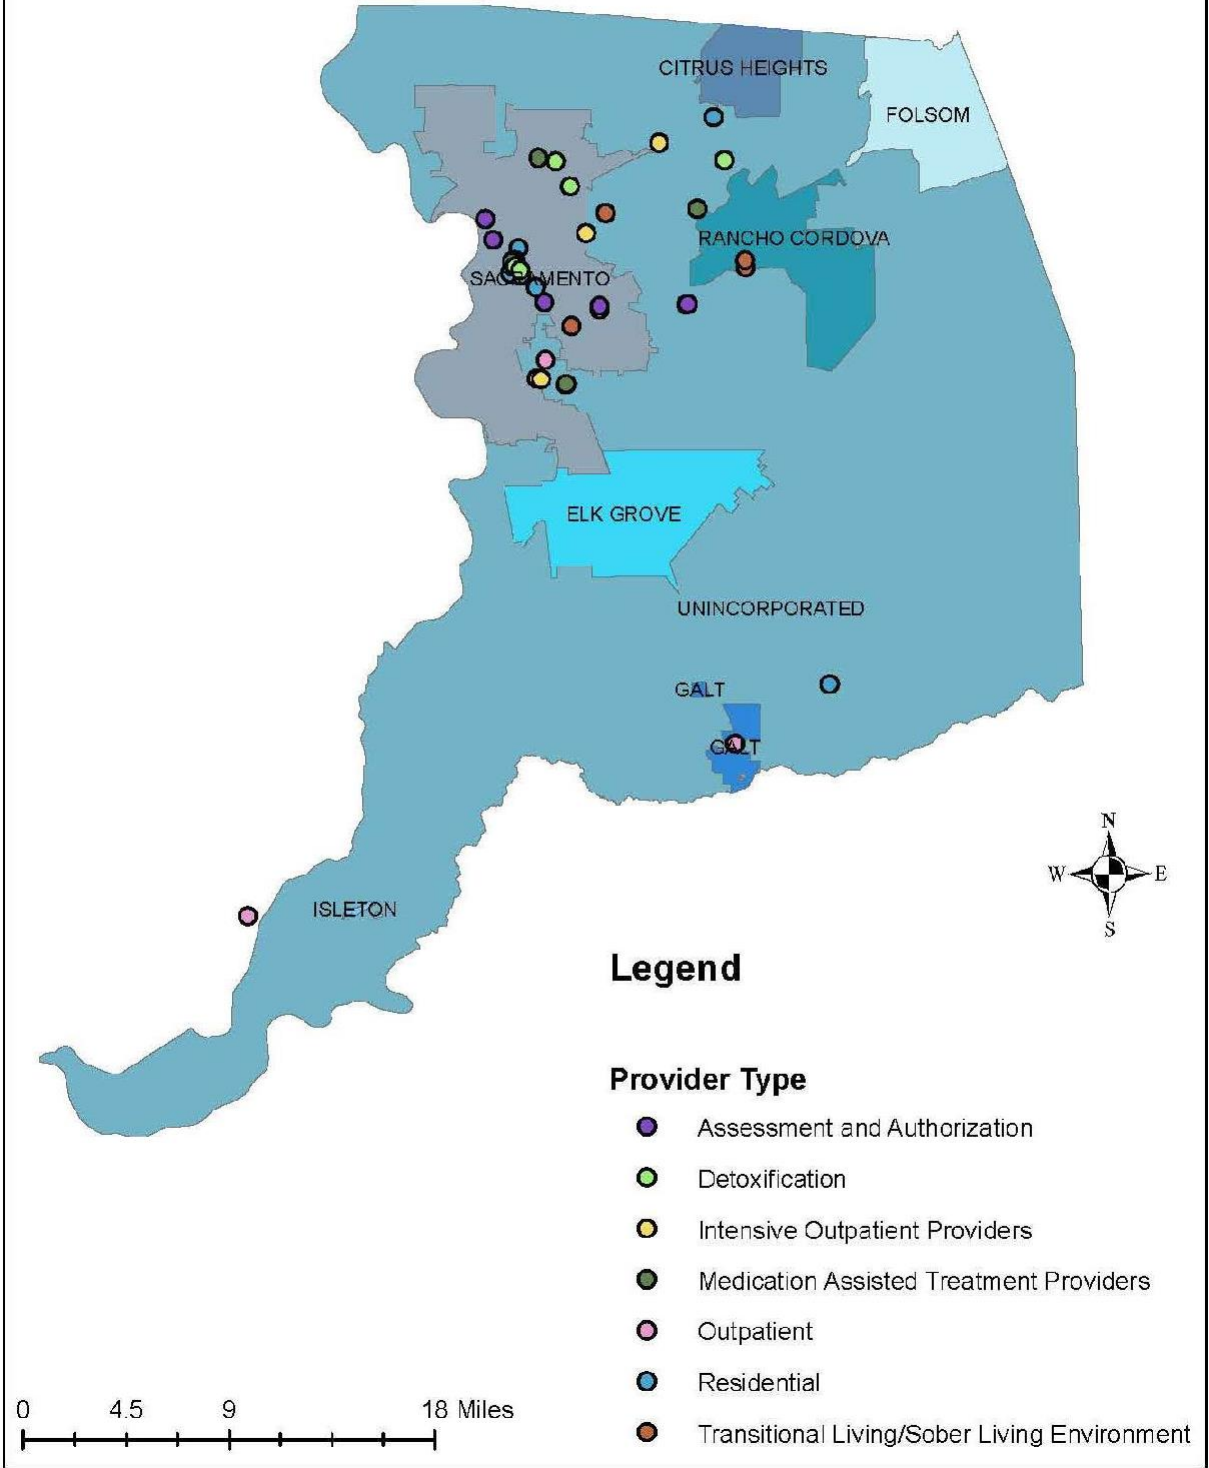 CITRUS HEIGHTS
FOLSOM
RANCHO CORDOVA
SACRAMENTO
ELK GROVE
UNINCORPORATED
GALT
GALT
N
W E
S
ISLETON
Legend
Provider Type
Assessment and Authorization
Detoxification
Intensive Outpatient Providers
Medication Assisted Treatment Providers
Outpatient
Residential
Transitional Living/Sober Living Environment
0 4.5 9 18 Miles